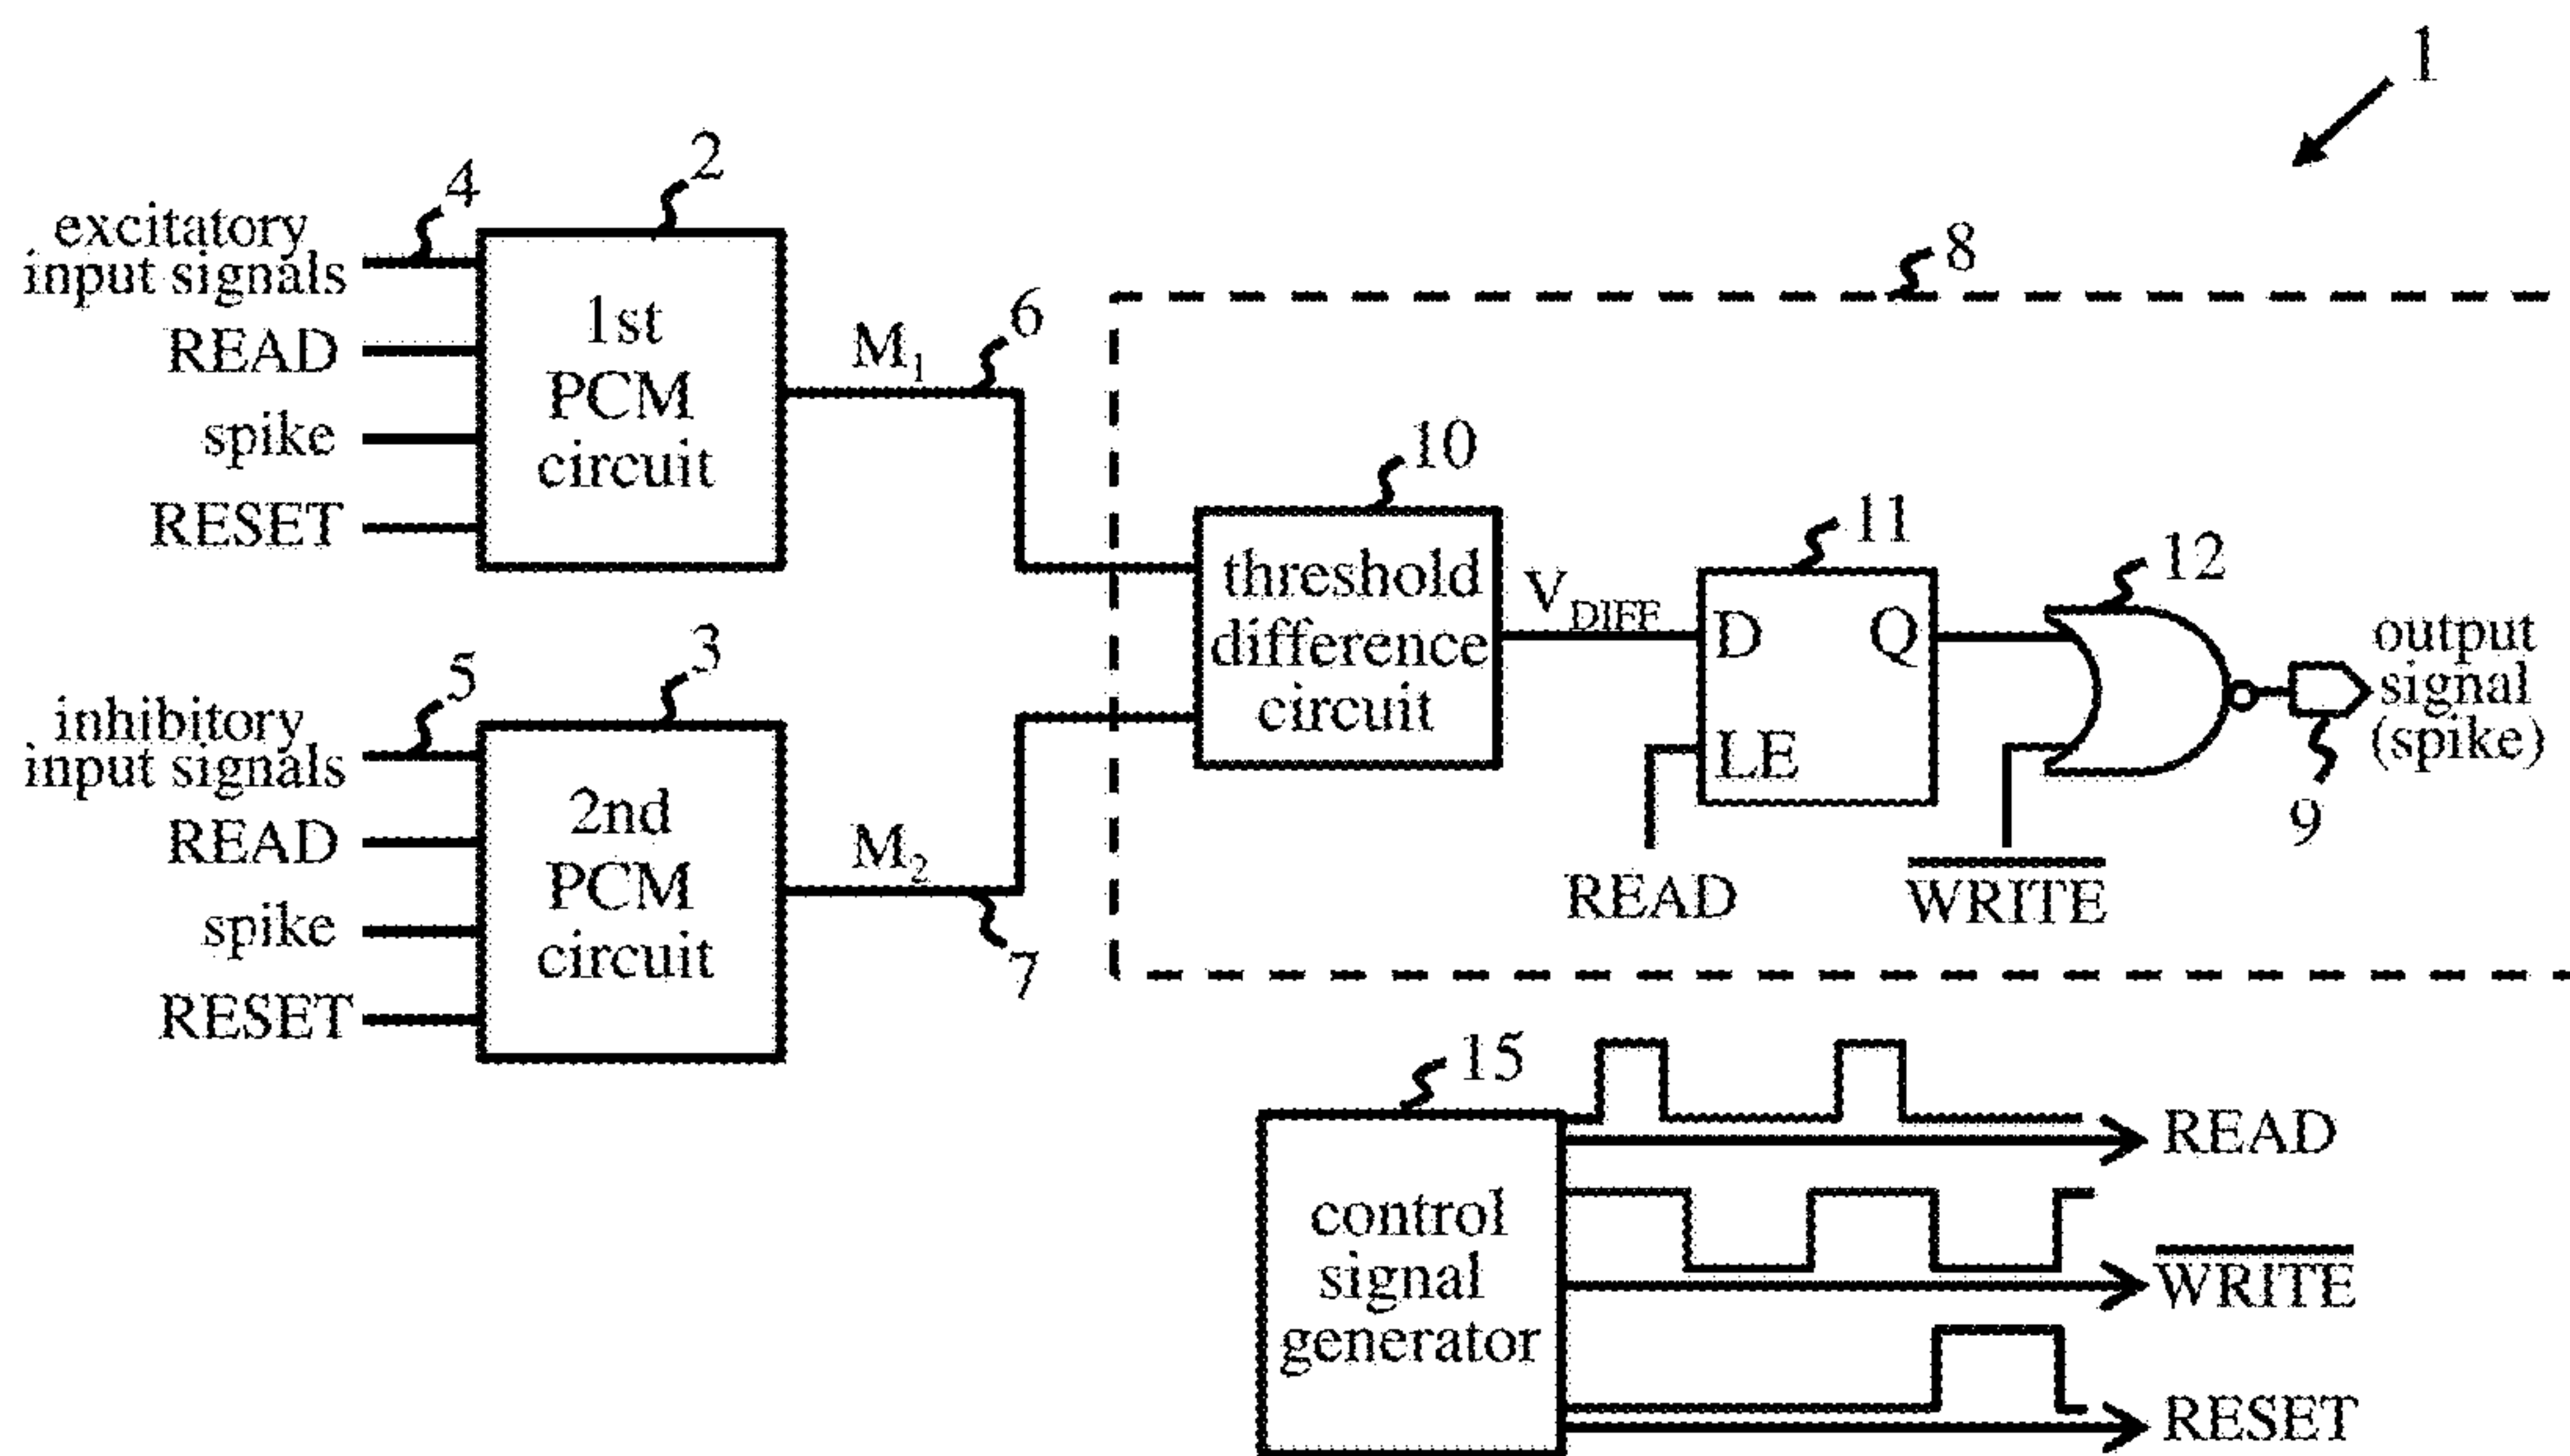 1
excitatory
input signals
4
2
READ
spike
RESET
1st
PCM
circuit
M1
6
8
inhibitory
input signals
5
3
READ
spike
RESET
2nd
PCM
circuit
M2
7
10
threshold
difference
circuit
VDIFF
11
D
Q
LE
READ
12
WRITE
output
signal
(spike)
9
15
control
signal
generator
READ
WRITE
RESET